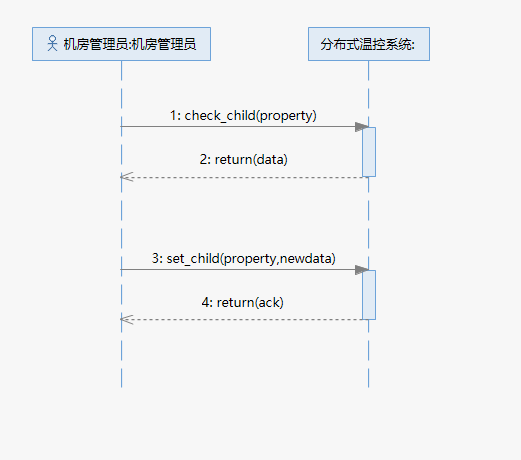 机房管理员:机房管理员
分布式温控系统:
1: check_child(property)
2: return(data)
3: set_child(property,newdata)
4: return(ack)